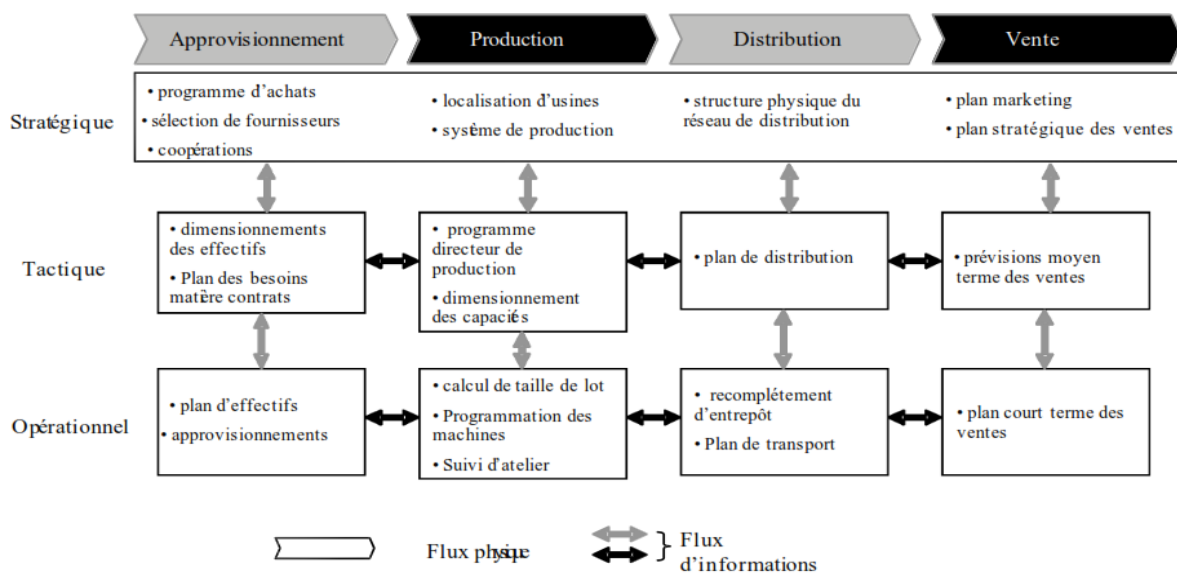 Approvisionnement
Production
Distribution
Vente
Stratégique
• programme d'achats
• sélection de fournisseurs
• coopérations
• localisation d'usines
• système de production
• structure physique du
réseau de distribution
• plan marketing
• plan stratégique des ventes
Tactique
• dimensionnements
des effectifs
• Plan des besoins
matière contrats
• programme
directeur de
production
• dimensionnement
des capaciés
• plan de distribution
• prévisions moyen
terme des ventes
Opérationnel
• plan d'effectifs
• approvisionnements
• calcul de taille de lot
• Programmation des
machines
• Suivi d'atelier
• recomplétement
d'entrepôt
• Plan de transport
• plan court terme des
ventes
Flux physique
Flux
d'informations